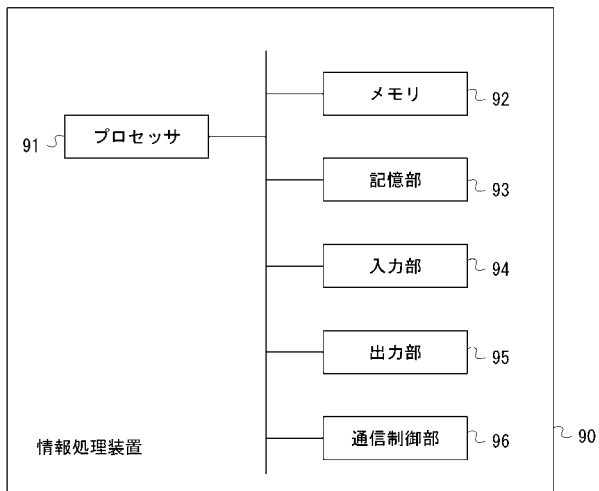 メモリ 92
91 プロセッサ
記憶部 93
入力部 94
出力部 95
通信制御部 96
情報処理装置
90